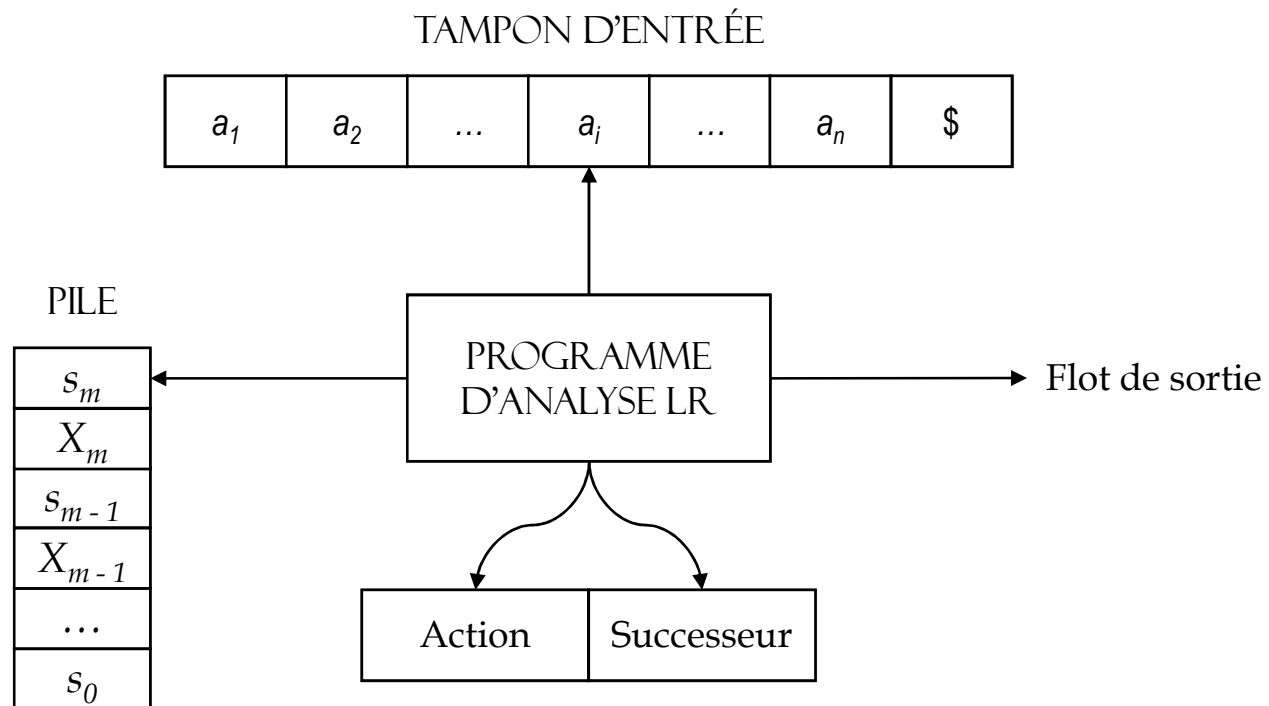 TAMPON D'ENTRÉE
a1 a2 ... ai ... an $
PILE
sm
Xm
sm - 1
Xm - 1
...
s0
PROGRAMME
D’ANALYSE LR
Flot de sortie
Action Successeur